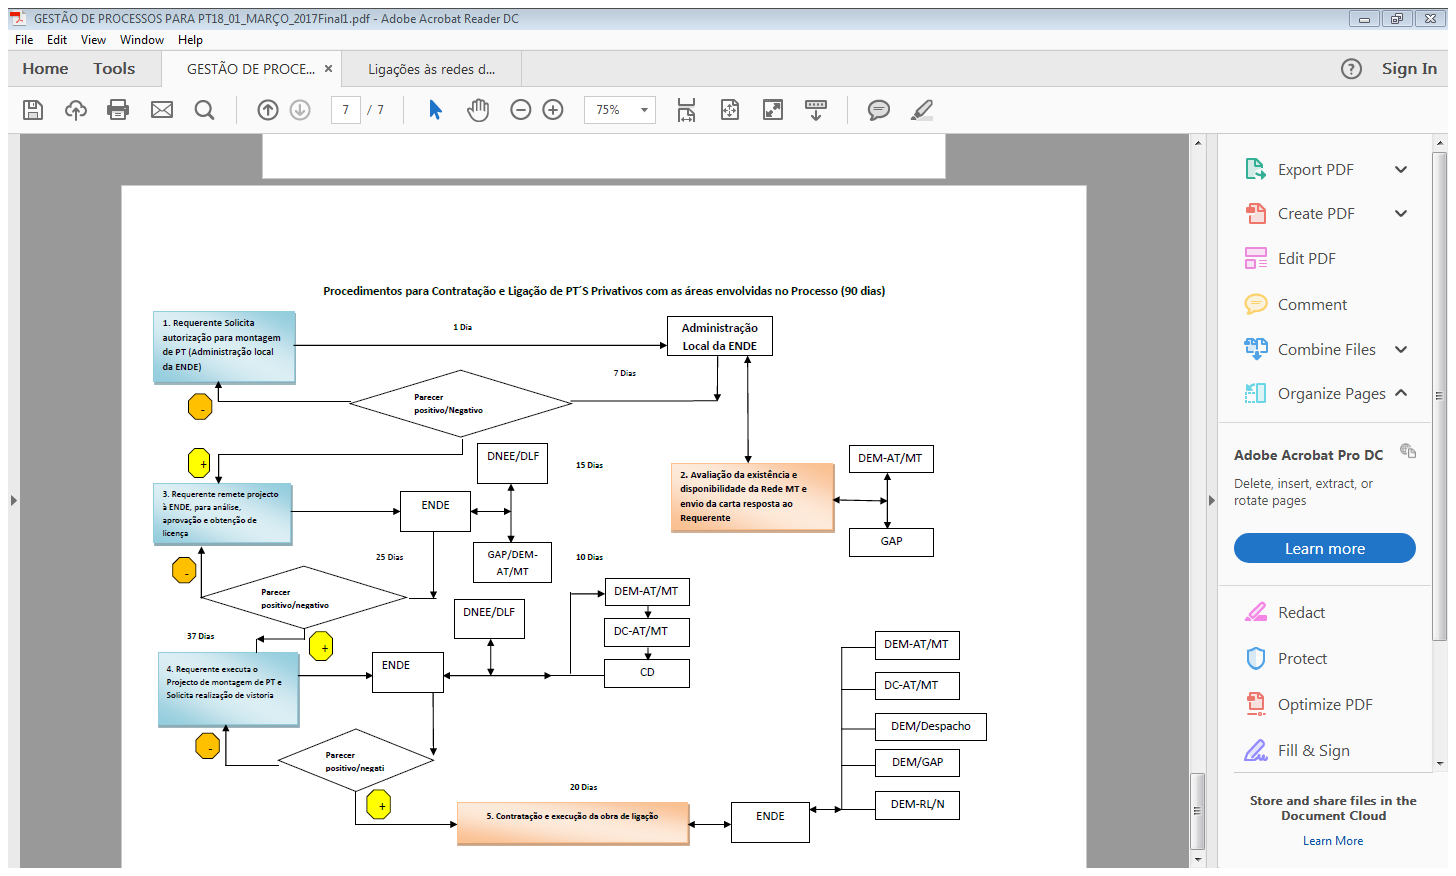 GESTÃO DE PROCESSOS PARA PT18_01_MARÇO_2017Final1.pdf - Adobe Acrobat Reader DC
File Edit View Window Help
Home Tools GESTÃO DE PROCE... × Ligações às redes d... ? Sign In
7 / 7 75%
Procedimentos para Contratação e Ligação de PT´S Privativos com as áreas envolvidas no Processo (90 dias)
1. Requerente Solicita
autorização para montagem
de PT (Administração local
da ENDE)
1 Dia
Administração
Local da ENDE
7 Dias
Parecer
positivo/Negativo
-
+
DNEE/DLF
15 Dias
DEM-AT/MT
2. Avaliação da existência e
disponibilidade da Rede MT e
envio da carta resposta ao
Requerente
GAP
3. Requerente remete projecto
à ENDE, para análise,
aprovação e obtenção de
licença
ENDE
GAP/DEM-
AT/MT
25 Dias
10 Dias
-
Parecer
positivo/negativo
DNEE/DLF
DEM-AT/MT
DC-AT/MT
CD
37 Dias
+
4. Requerente executa o
Projecto de montagem de PT e
Solicita realização de vistoria
ENDE
DEM-AT/MT
DC-AT/MT
DEM/Despacho
DEM/GAP
DEM-RL/N
-
Parecer
positivo/negati
+
20 Dias
5. Contratação e execução da obra de ligação
ENDE
Export PDF
Create PDF
Edit PDF
Comment
Combine Files
Organize Pages
Adobe Acrobat Pro DC
Delete, insert, extract, or
rotate pages
Learn more
Redact
Protect
Optimize PDF
Fill & Sign
Store and share files in the
Document Cloud
Learn More